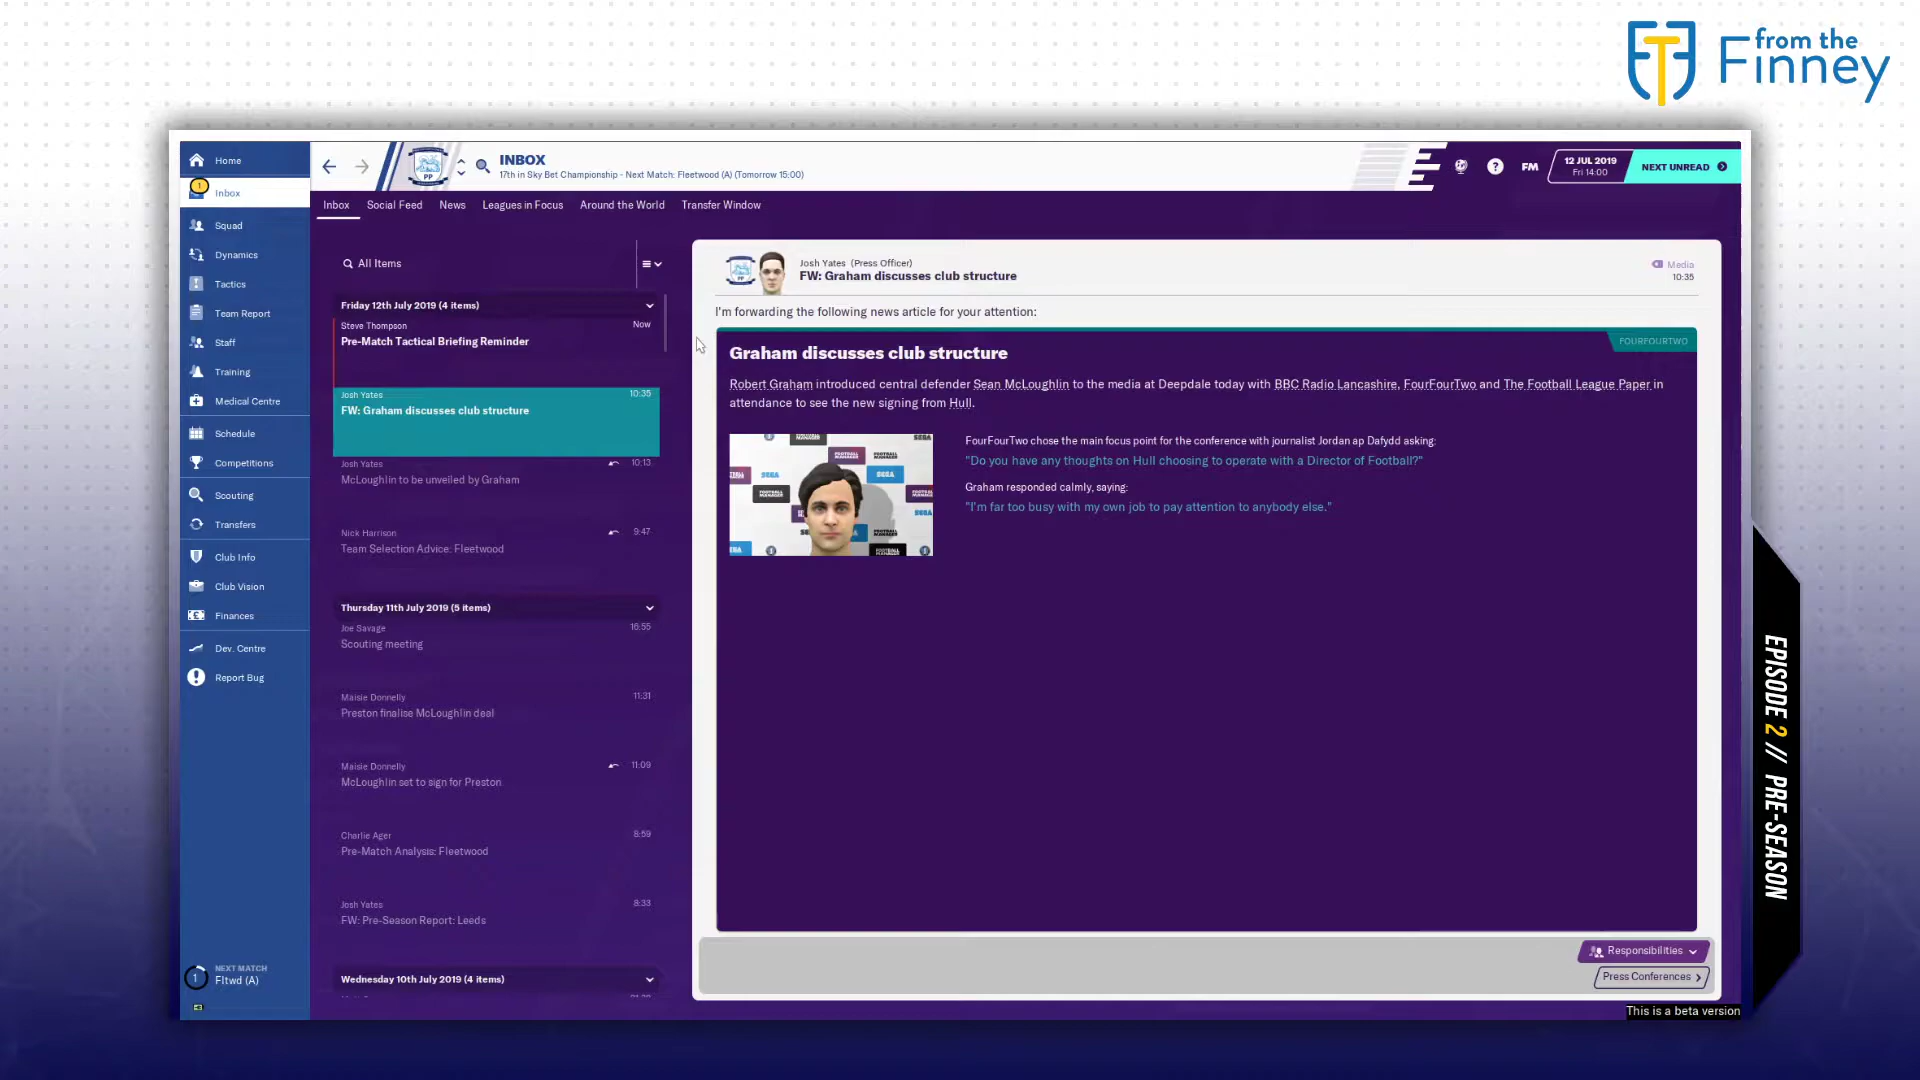 from the
Finney
Home
1
Inbox
Squad
Dynamics
Tactics
Team Report
Staff
Training
Medical Centre
Schedule
Competitions
Scouting
Transfers
Club Info
Club Vision
Finances
Dev. Centre
Report Bug
1
NEXT MATCH
Fltwd (A)
PP
INBOX
17th in Sky Bet Championship - Next Match: Fleetwood (A) (Tomorrow 15:00)
FM
12 JUL 2019
Fri 14:00
NEXT UNREAD
Inbox
Social Feed
News
Leagues in Focus
Around the World
Transfer Window
All Items
Friday 12th July 2019 (4 items)
Steve Thompson
Now
Pre-Match Tactical Briefing Reminder
Josh Yates
10:35
FW: Graham discusses club structure
Josh Yates
10:13
McLoughlin to be unveiled by Graham
Nick Harrison
9:47
Team Selection Advice: Fleetwood
Thursday 11th July 2019 (5 items)
Joe Savage
16:55
Scouting meeting
Maisie Donnelly
11:31
Preston finalise McLoughlin deal
Maisie Donnelly
11:09
McLoughlin set to sign for Preston
Charlie Ager
8:59
Pre-Match Analysis: Fleetwood
Josh Yates
8:33
FW: Pre-Season Report: Leeds
Wednesday 10th July 2019 (4 items)
Josh Yates (Press Officer)
FW: Graham discusses club structure
Media
10:35
I'm forwarding the following news article for your attention:
FOURFOURTWO
Graham discusses club structure
Robert Graham introduced central defender Sean McLoughlin to the media at Deepdale today with BBC Radio Lancashire, FourFourTwo and The Football League Paper in
attendance to see the new signing from Hull.
FourFourTwo chose the main focus point for the conference with journalist Jordan ap Dafydd asking:
"Do you have any thoughts on Hull choosing to operate with a Director of Football?"
Graham responded calmly, saying:
"I'm far too busy with my own job to pay attention to anybody else."
Responsibilities
Press Conferences
This is a beta version
EPISODE 2 // PRE-SEASON